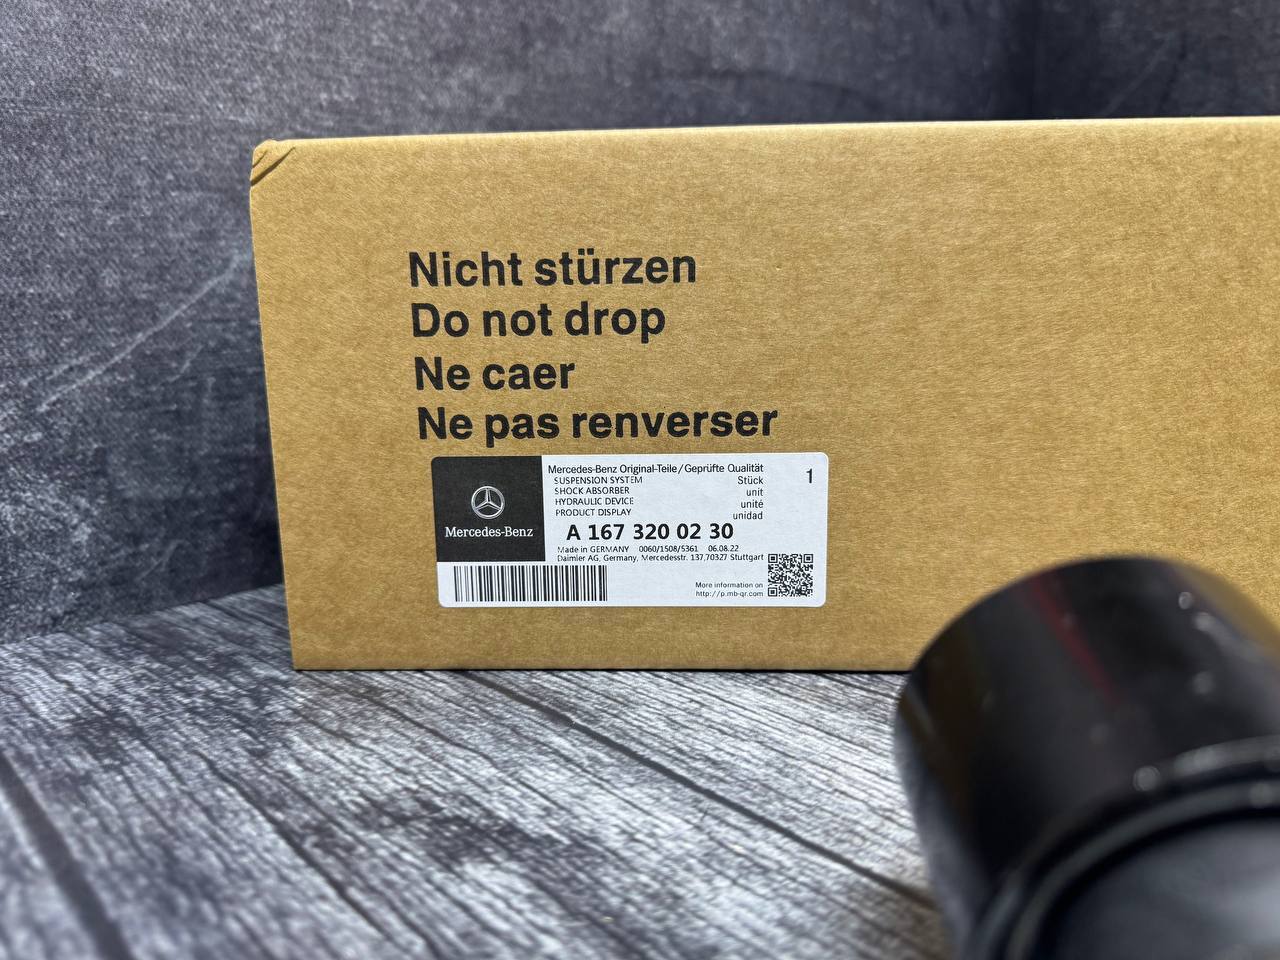 Nicht stürzen
Do not drop
Ne caer
Ne pas renverser
Mercedes-Benz
Mercedes-Benz Original-Teile/Geprüfte Qualität
1
SUSPENSION SYSTEM Stück
SHOCK ABSORBER unit
HYDRAULIC DEVICE unité
PRODUCT DISPLAY unidad
A 167 320 02 30
Made in GERMANY 0060/1508/5361 06.08.22
Daimler AG, Germany, Mercedesstr. 137,70327 Stuttgart
More information on
http://p.mb-qr.com